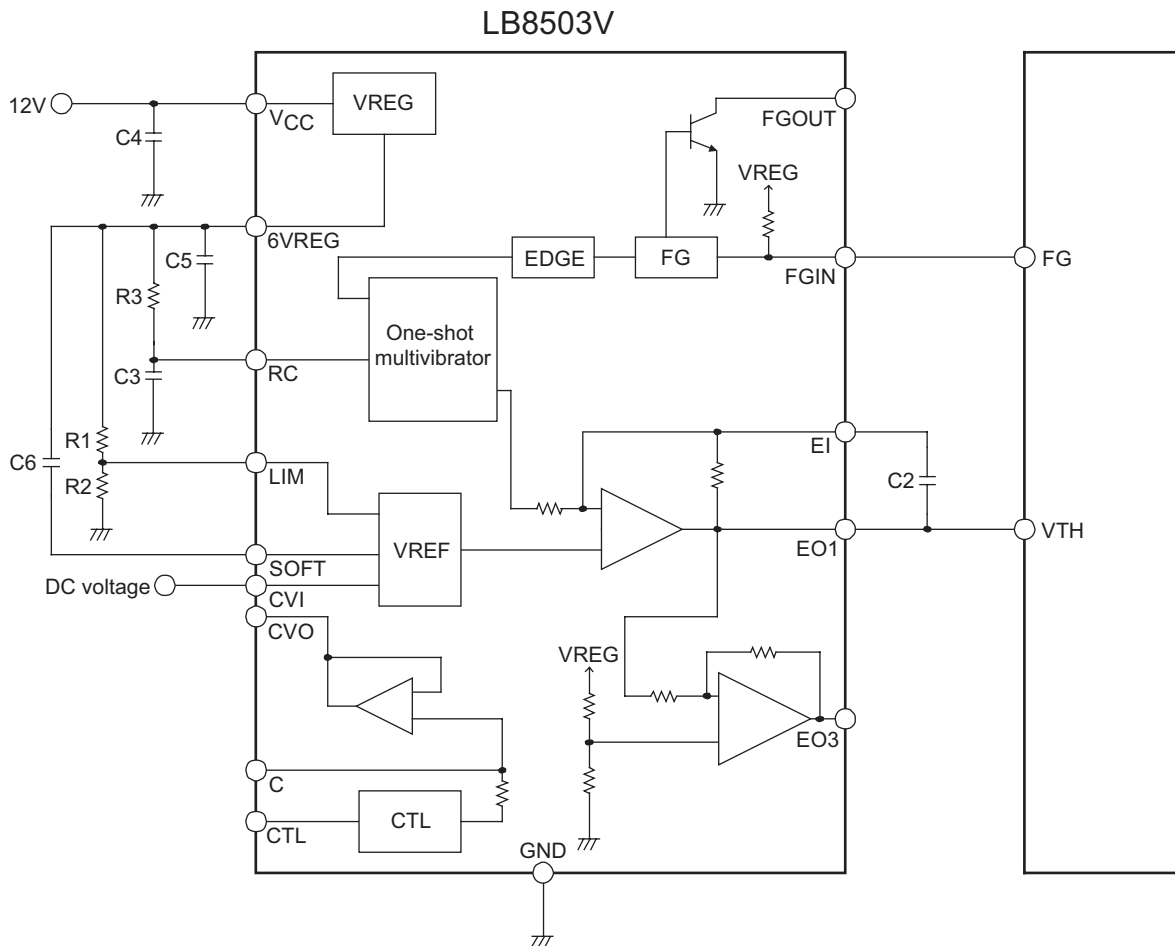 LB8503V
12V
VCC
VREG
FGOUT
C4
VREG
6VREG
C5
EDGE
FG
FGIN
FG
R3
One-shot
multivibrator
RC
C3
R1
EI
C6
R2
LIM
C2
VREF
EO1
VTH
SOFT
DC voltage
CVI
CVO
VREG
EO3
C
CTL
CTL
GND